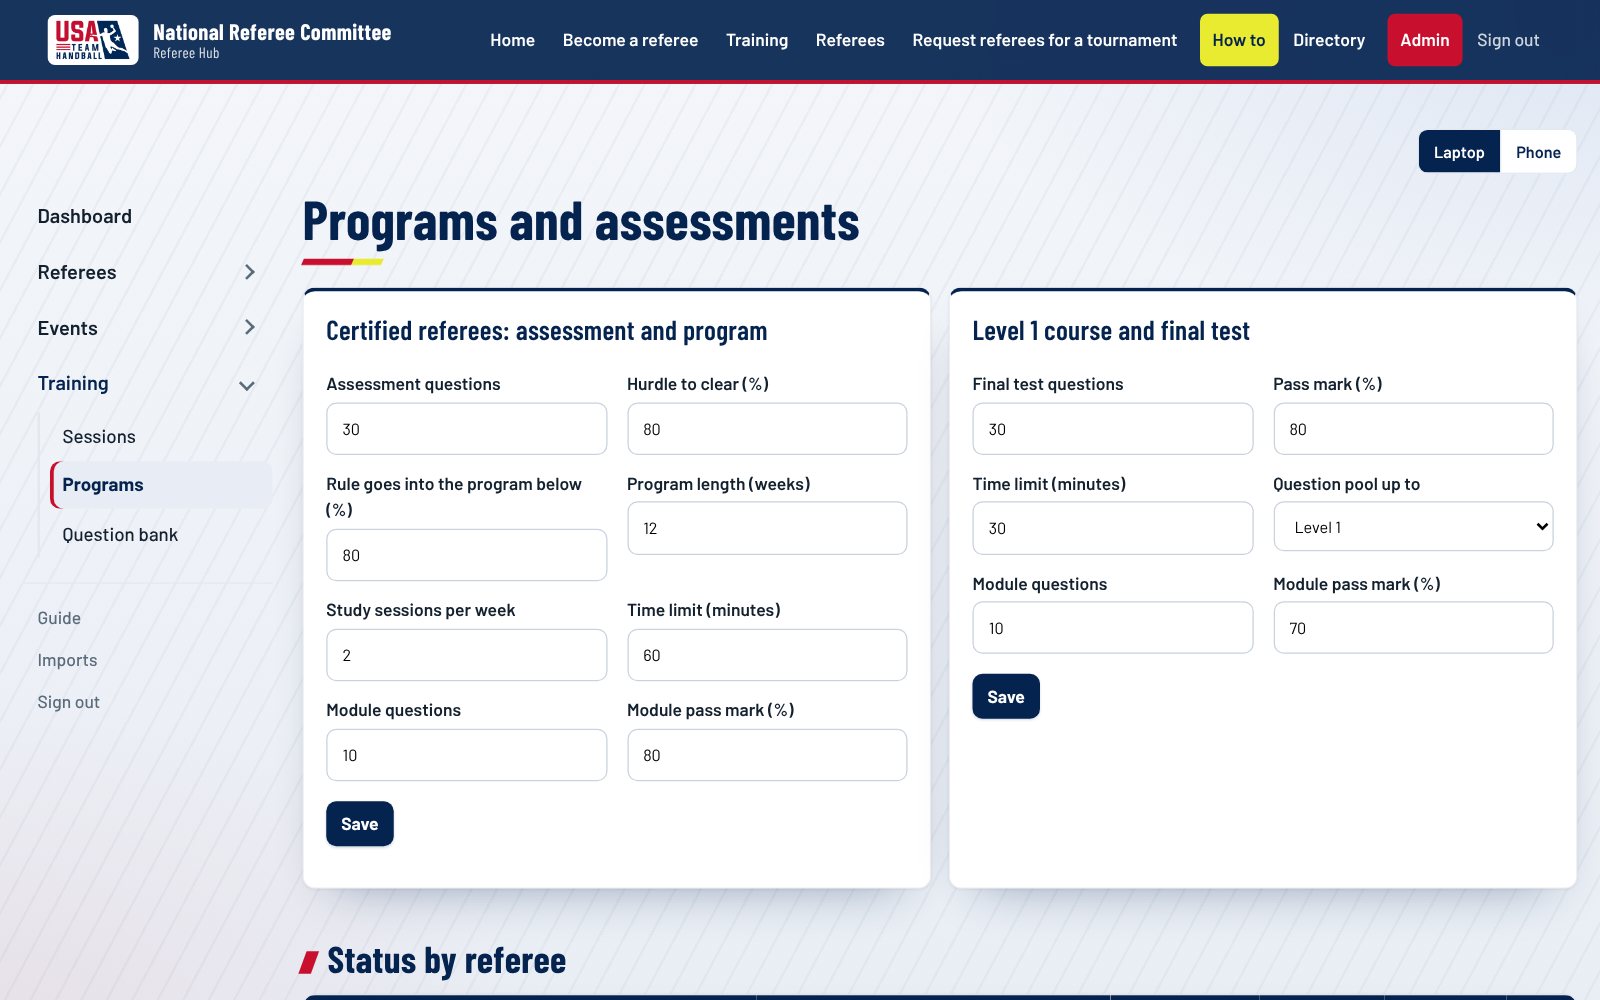 USA
TEAM
HANDBALL
National Referee Committee
Referee Hub
Home
Become a referee
Training
Referees
Request referees for a tournament
How to
Directory
Admin
Sign out
Laptop
Phone
Dashboard
Referees
Events
Training
Sessions
Programs
Question bank
Guide
Imports
Sign out
Programs and assessments
Certified referees: assessment and program
Assessment questions
30
Hurdle to clear (%)
80
Rule goes into the program below
(%)
80
Program length (weeks)
12
Study sessions per week
2
Time limit (minutes)
60
Module questions
10
Module pass mark (%)
80
Save
Level 1 course and final test
Final test questions
30
Pass mark (%)
80
Time limit (minutes)
30
Question pool up to
Level 1
Module questions
10
Module pass mark (%)
70
Save
Status by referee